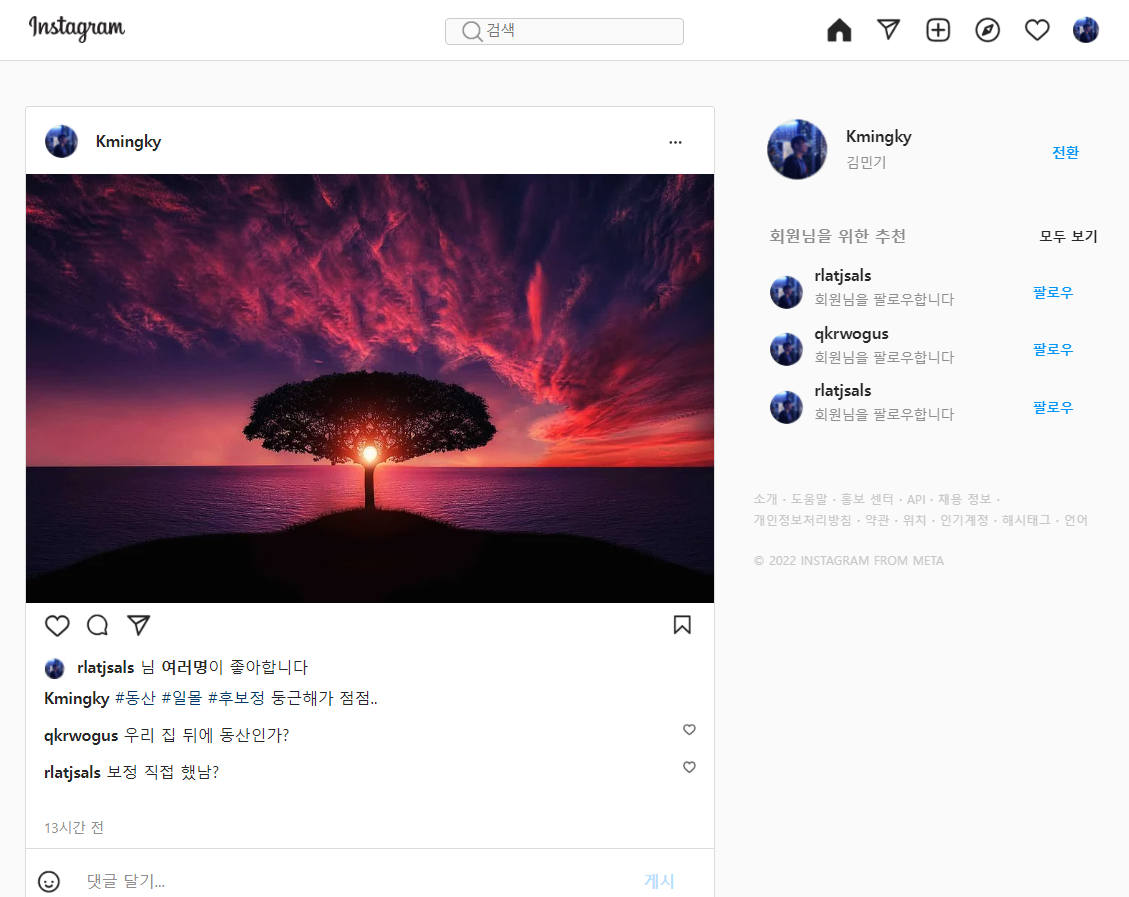 Instagram
검색
Kmingky
...
Kmingky
김민기
전환
회원님을 위한 추천 모두 보기
rlatjsals
회원님을 팔로우합니다
팔로우
qkrwogus
회원님을 팔로우합니다
팔로우
rlatjsals
회원님을 팔로우합니다
팔로우
소개 · 도움말 · 홍보 센터 · API · 채용 정보 ·
개인정보처리방침 · 약관 · 위치 · 인기계정 · 해시태그 · 언어
© 2022 INSTAGRAM FROM META
rlatjsals 님 여러명이 좋아합니다
Kmingky #동산 #일몰 #후보정 둥근해가 점점..
qkrwogus 우리 집 뒤에 동산인가?
rlatjsals 보정 직접 했남?
13시간 전
댓글 달기... 게시